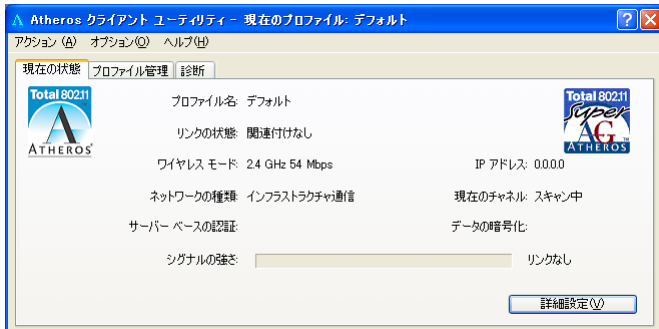 Atheros クライアント ユーティリティ - 現在のプロファイル: デフォルト
アクション (A) オプション(O) ヘルプ(H)
現在の状態 プロファイル管理 診断
Total 802.11
ATHEROS
Total 802.11
Super
AG
ATHEROS
プロファイル名: デフォルト
リンクの状態: 関連付けなし
ワイヤレス モード: 2.4 GHz 54 Mbps IP アドレス: 0.0.0.0
ネットワークの種類: インフラストラクチャ通信 現在のチャネル: スキャン中
サーバー ベースの認証: データの暗号化:
シグナルの強さ: リンクなし
詳細設定(V)